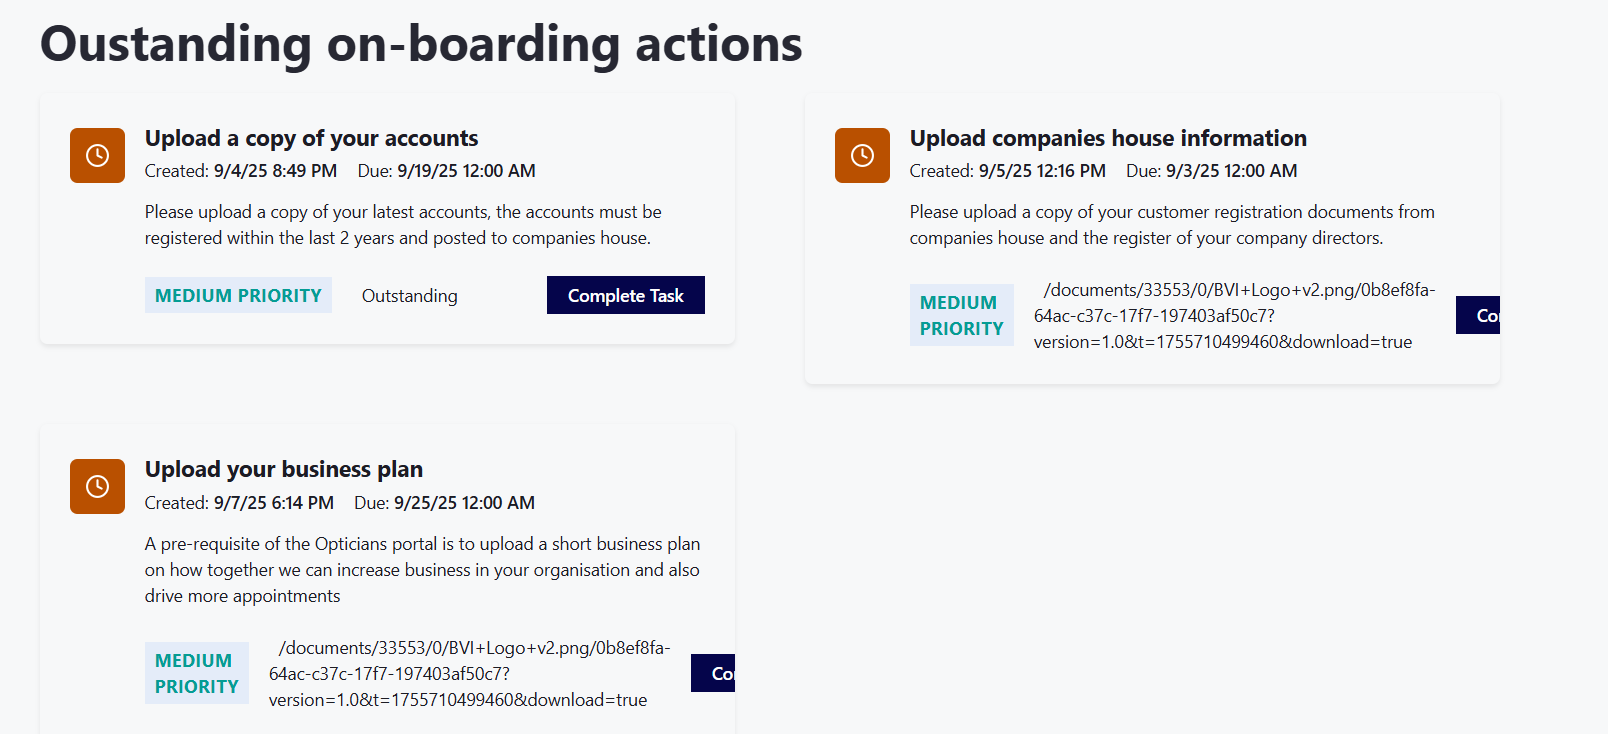 Oustanding on-boarding actions
Upload a copy of your accounts
Created: 9/4/25 8:49 PM Due: 9/19/25 12:00 AM
Please upload a copy of your latest accounts, the accounts must be
registered within the last 2 years and posted to companies house.
MEDIUM PRIORITY Outstanding Complete Task
Upload companies house information
Created: 9/5/25 12:16 PM Due: 9/3/25 12:00 AM
Please upload a copy of your customer registration documents from
companies house and the register of your company directors.
MEDIUM
PRIORITY
/documents/33553/0/BVI+Logo+v2.png/0b8ef8fa-
64ac-c37c-17f7-197403af50c7?
version=1.0&t=1755710499460&download=true
Co
Upload your business plan
Created: 9/7/25 6:14 PM Due: 9/25/25 12:00 AM
A pre-requisite of the Opticians portal is to upload a short business plan
on how together we can increase business in your organisation and also
drive more appointments
MEDIUM
PRIORITY
/documents/33553/0/BVI+Logo+v2.png/0b8ef8fa-
64ac-c37c-17f7-197403af50c7?
version=1.0&t=1755710499460&download=true
Co